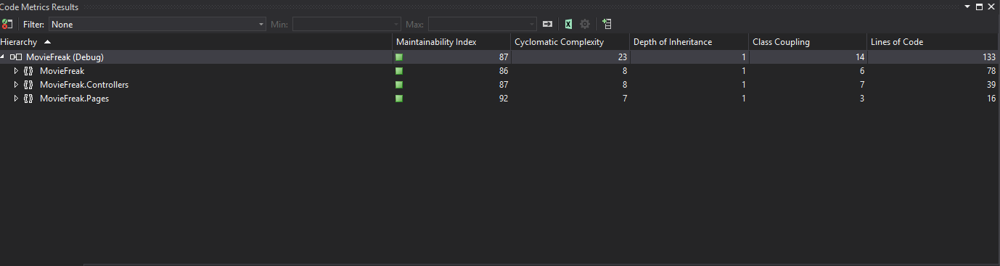 Code Metrics Results
Filter: None Min: Max:
Hierarchy Maintainability Index Cyclomatic Complexity Depth of Inheritance Class Coupling Lines of Code
MovieFreak (Debug) 87 23 1 14 133
{} MovieFreak 86 8 1 6 78
{} MovieFreak.Controllers 87 8 1 7 39
{} MovieFreak.Pages 92 7 1 3 16